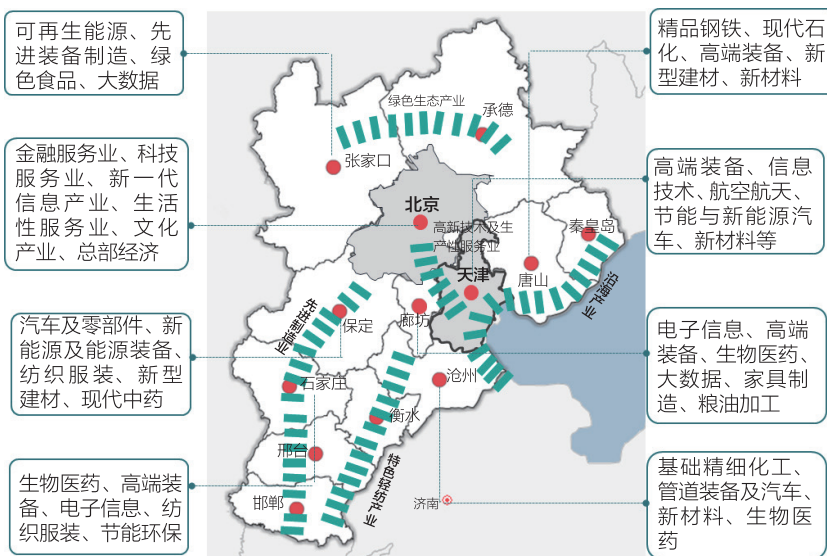 可再生能源、先
进装备制造、绿
色食品、大数据
金融服务业、科技
服务业、新一代
信息产业、生活
性服务业、文化
产业、总部经济
汽车及零部件、新
能源及能源装备、
纺织服装、新型
建材、现代中药
生物医药、高端装
备、电子信息、纺
织服装、节能环保
绿色生态产业
承德
张家口
北京
高新技术及生
产性服务业
秦皇岛
天津
唐山
沿海产业
先进制造业
保定
廊坊
石家庄
沧州
衡水
邢台
特色轻纺产业
邯郸
济南
精品钢铁、现代石
化、高端装备、新
型建材、新材料
高端装备、信息
技术、航空航天、
节能与新能源汽
车、新材料等
电子信息、高端
装备、生物医药、
大数据、家具制
造、粮油加工
基础精细化工、
管道装备及汽车、
新材料、生物医
药